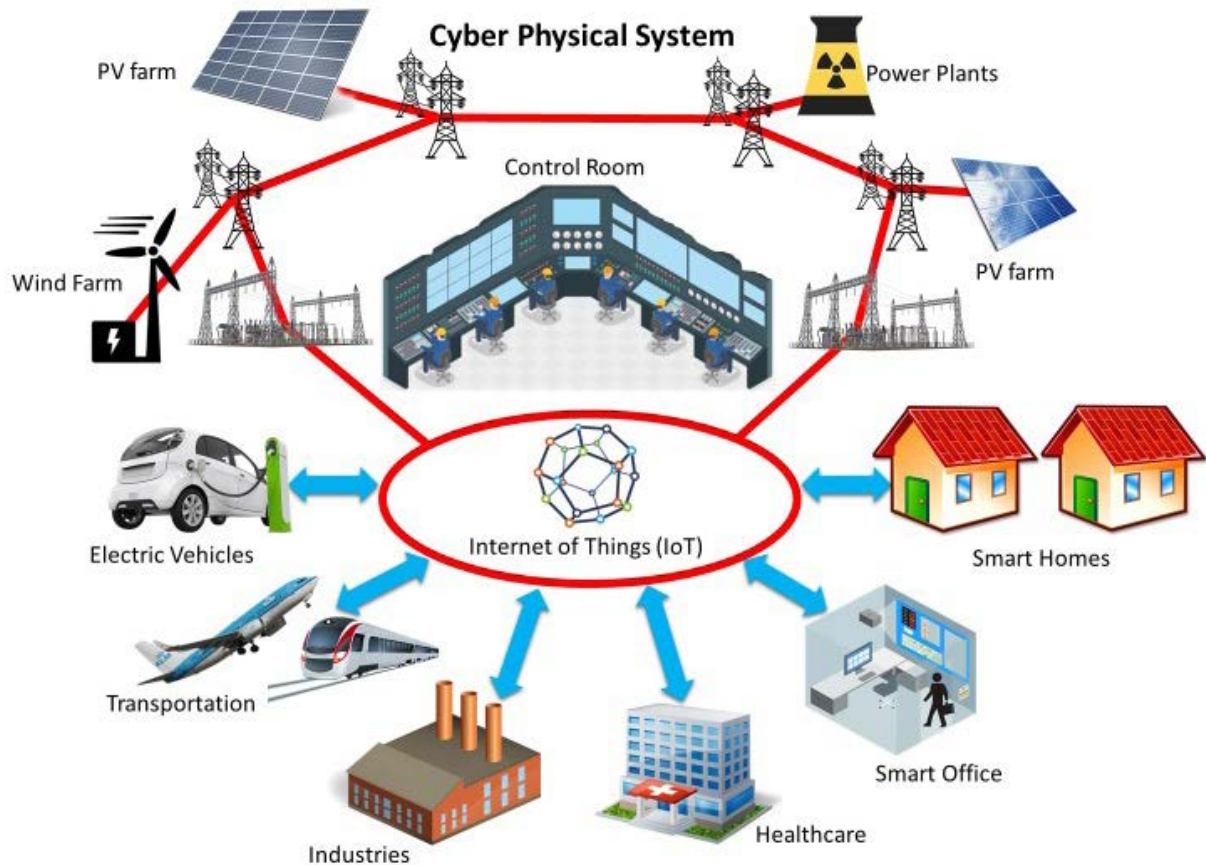 Cyber Physical System
PV farm
Power Plants
Control Room
Wind Farm
PV farm
Internet of Things (IoT)
Electric Vehicles
Smart Homes
Transportation
Smart Office
Healthcare
Industries